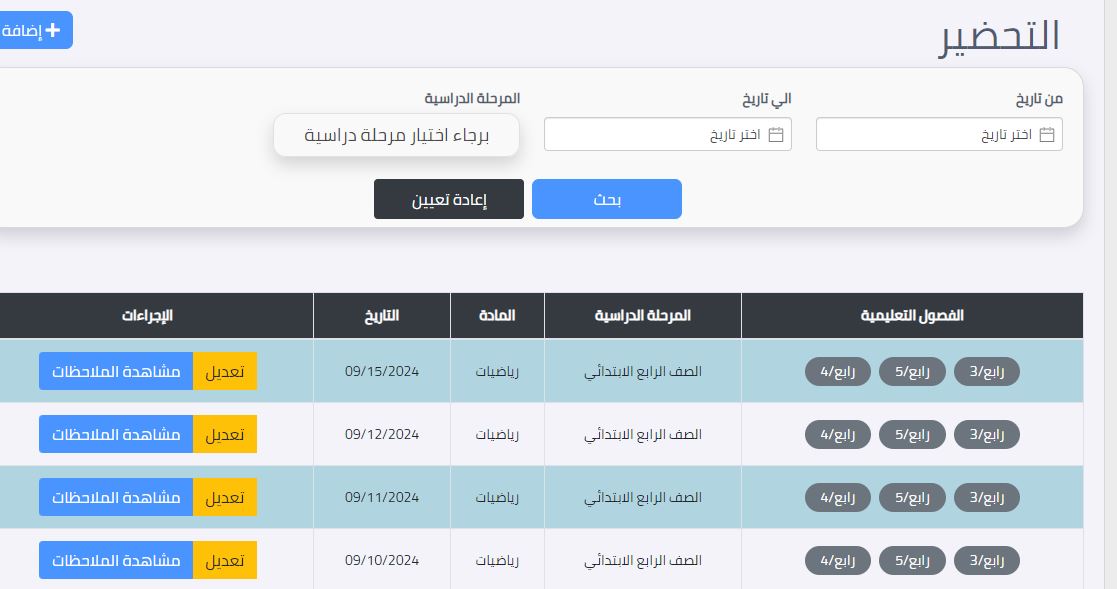 التحضير
إضافة
من تاريخ
الي تاريخ
المرحلة الدراسية
اختر تاريخ
اختر تاريخ
برجاء اختيار مرحلة دراسية
بحث
إعادة تعيين
الفصول التعليمية المرحلة الدراسية المادة التاريخ الإجراءات
رابع/3 رابع/5 رابع/4 الصف الرابع الابتدائي رياضيات 09/15/2024 تعديل مشاهدة الملاحظات
رابع/3 رابع/5 رابع/4 الصف الرابع الابتدائي رياضيات 09/12/2024 تعديل مشاهدة الملاحظات
رابع/3 رابع/5 رابع/4 الصف الرابع الابتدائي رياضيات 09/11/2024 تعديل مشاهدة الملاحظات
رابع/3 رابع/5 رابع/4 الصف الرابع الابتدائي رياضيات 09/10/2024 تعديل مشاهدة الملاحظات